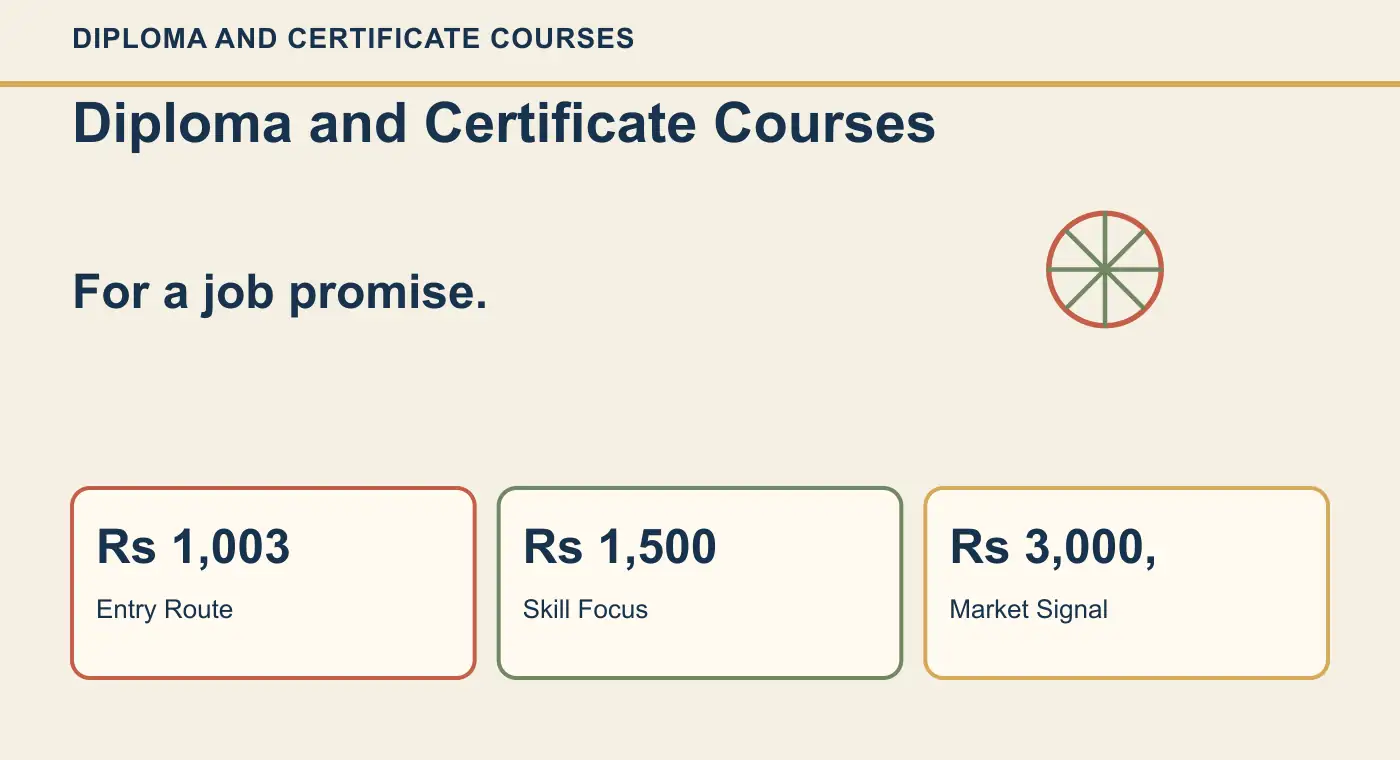 DIPLOMA AND CERTIFICATE COURSES
Diploma and Certificate Courses
For a job promise.
Rs 1,003
Entry Route
Rs 1,500
Skill Focus
Rs 3,000,
Market Signal